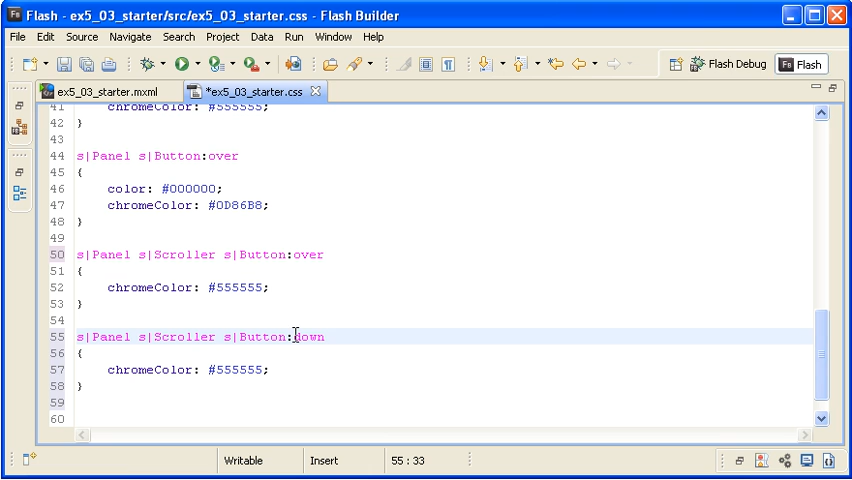 Flash - ex5_03_starter/src/ex5_03_starter.css - Flash Builder
File Edit Source Navigate Search Project Data Run Window Help
Flash Debug Flash
ex5_03_starter.mxml *ex5_03_starter.css
41 chromeColor: #555555;
42 }
43
44 s|Panel s|Button:over
45 {
46 color: #000000;
47 chromeColor: #0D86B8;
48 }
49
50 s|Panel s|Scroller s|Button:over
51 {
52 chromeColor: #555555;
53 }
54
55 s|Panel s|Scroller s|Button:down
56 {
57 chromeColor: #555555;
58 }
59
60
Writable Insert 55 : 33